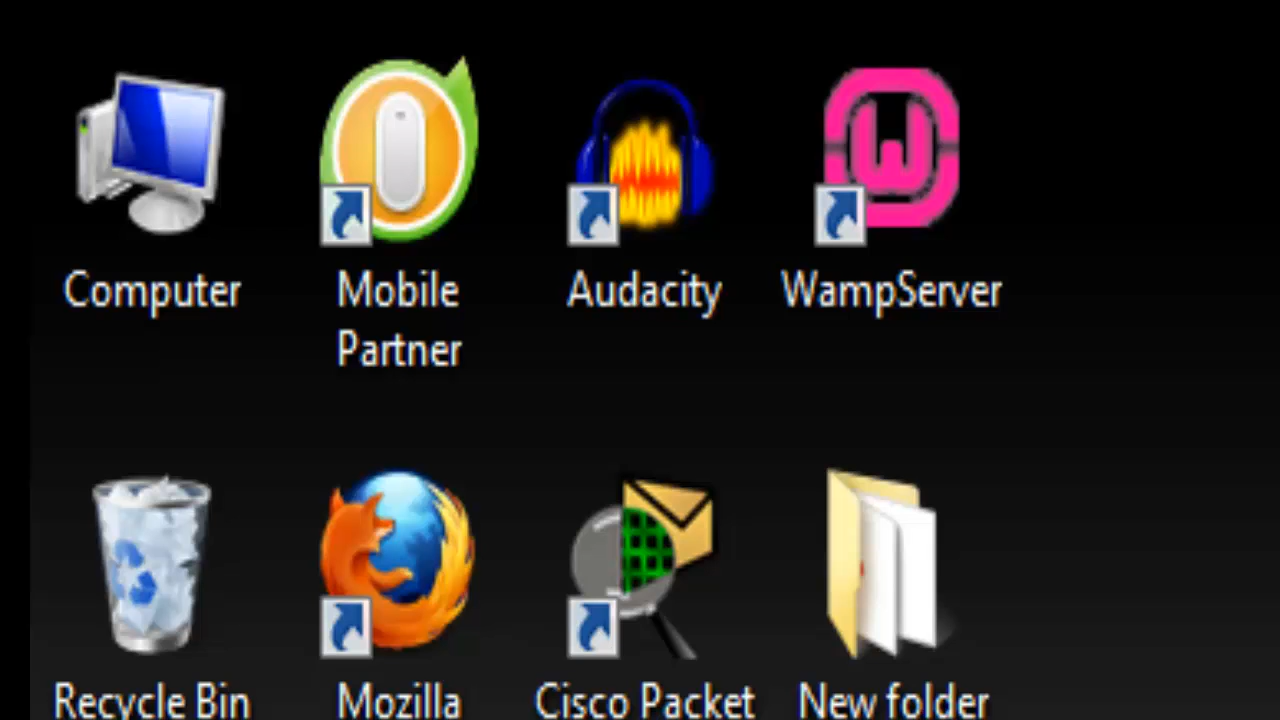 Computer
Mobile
Partner
Audacity
WampServer
Recycle Bin
Mozilla
Cisco Packet
New folder